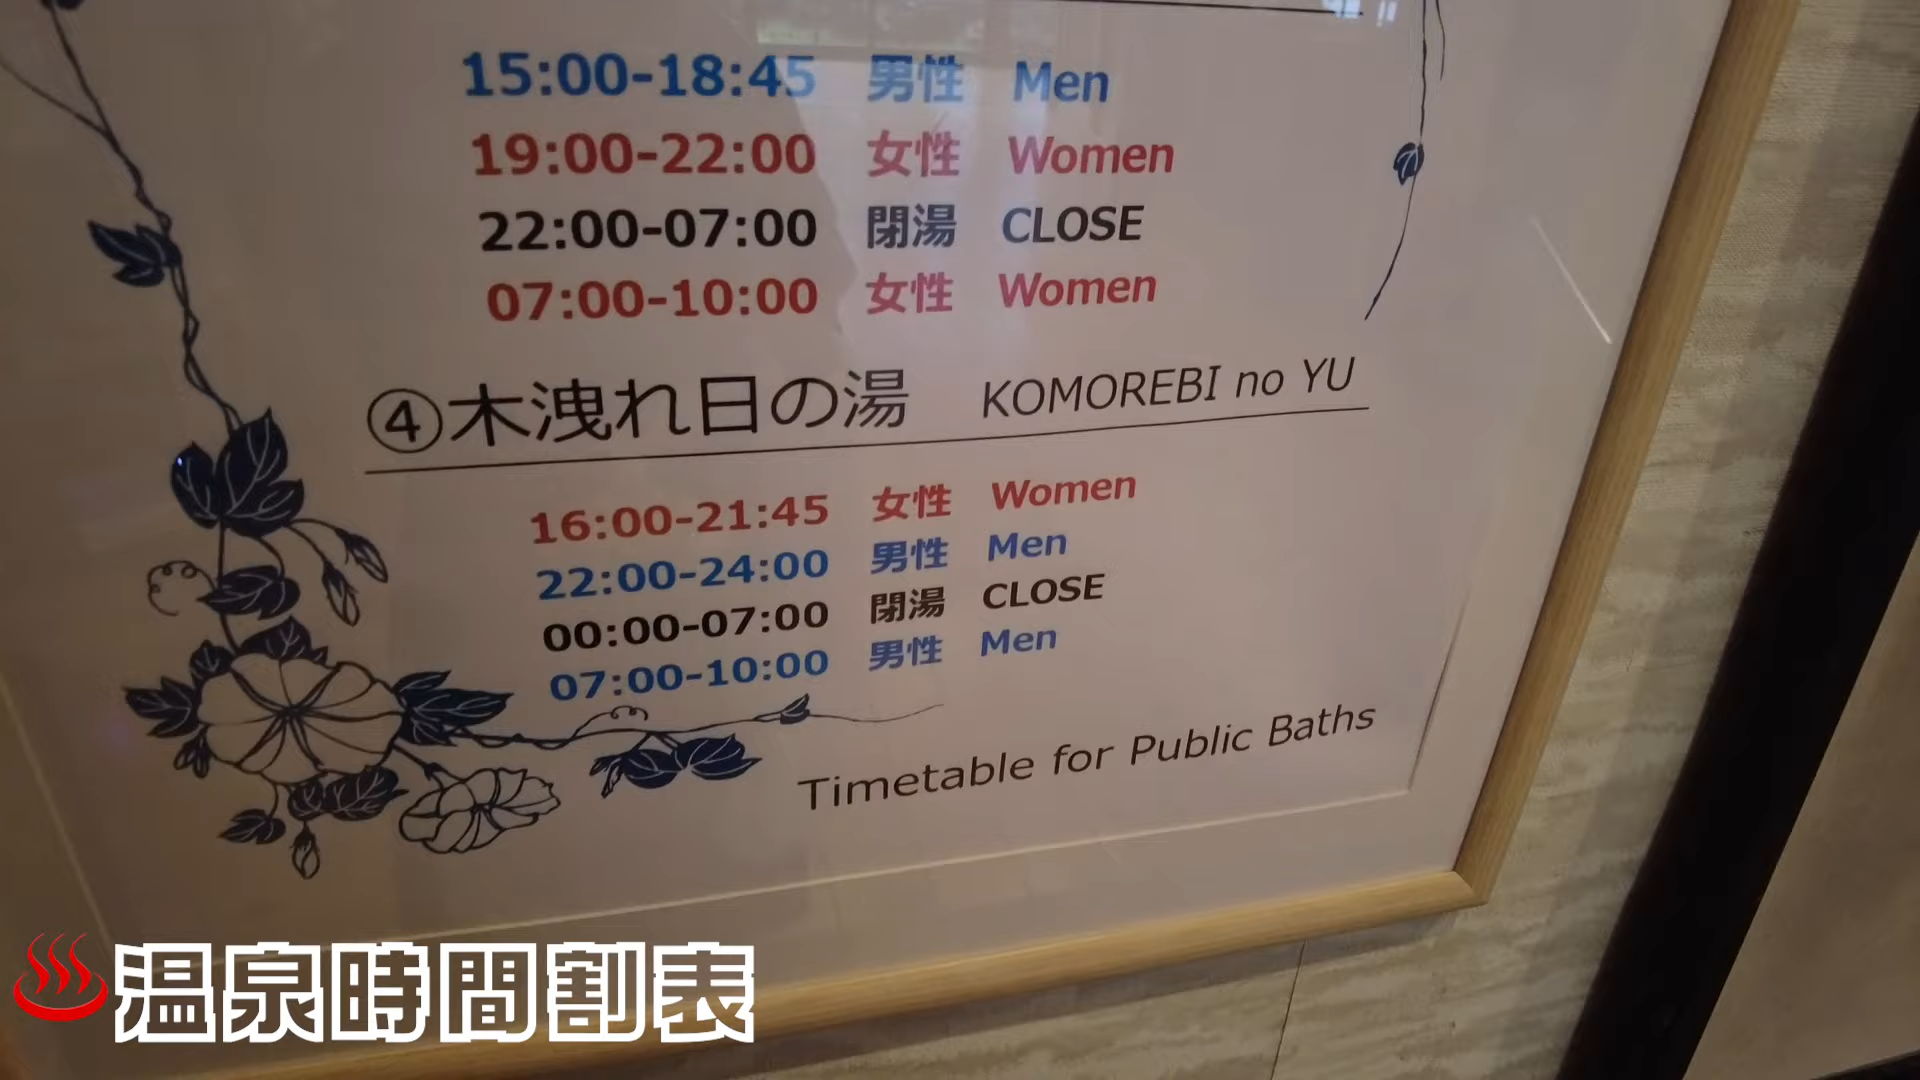 15:00-18:45 男性 Men
19:00-22:00 女性 Women
22:00-07:00 閉湯 CLOSE
07:00-10:00 女性 Women
④木洩れ日の湯 KOMOREBI no YU
16:00-21:45 女性 Women
22:00-24:00 男性 Men
00:00-07:00 閉湯 CLOSE
07:00-10:00 男性 Men
Timetable for Public Baths
♨温泉時間割表